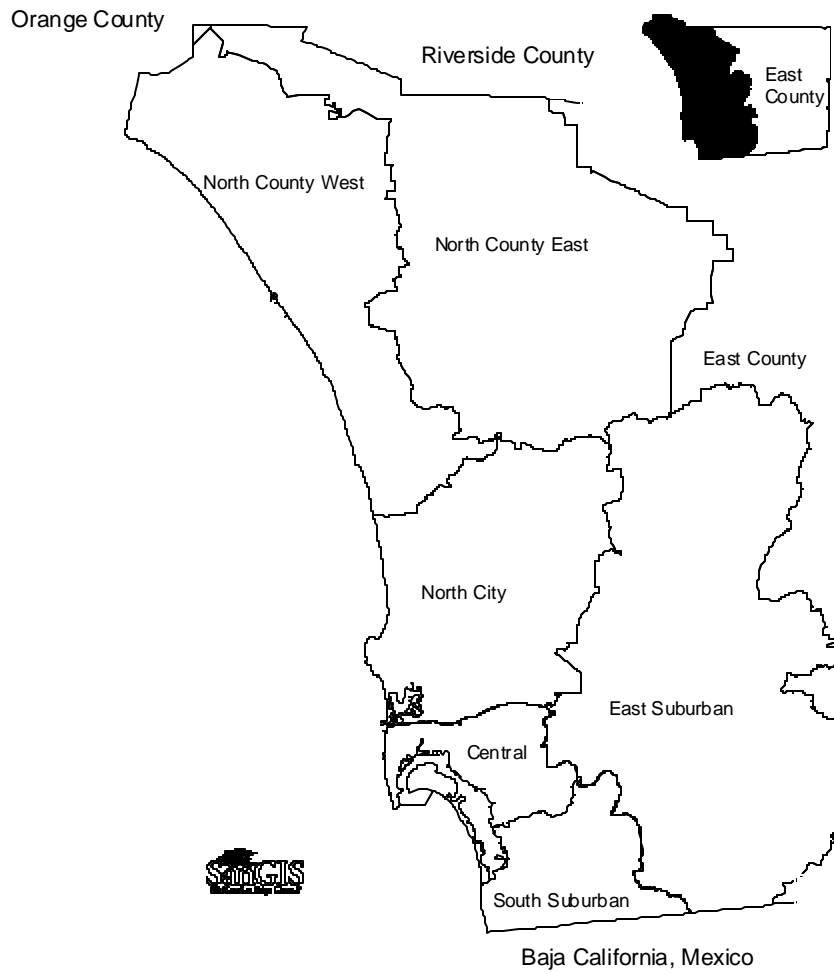 Orange County
Riverside County
East
County
North County West
North County East
East County
North City
East Suburban
Central
SanGIS
South Suburban
Baja California, Mexico